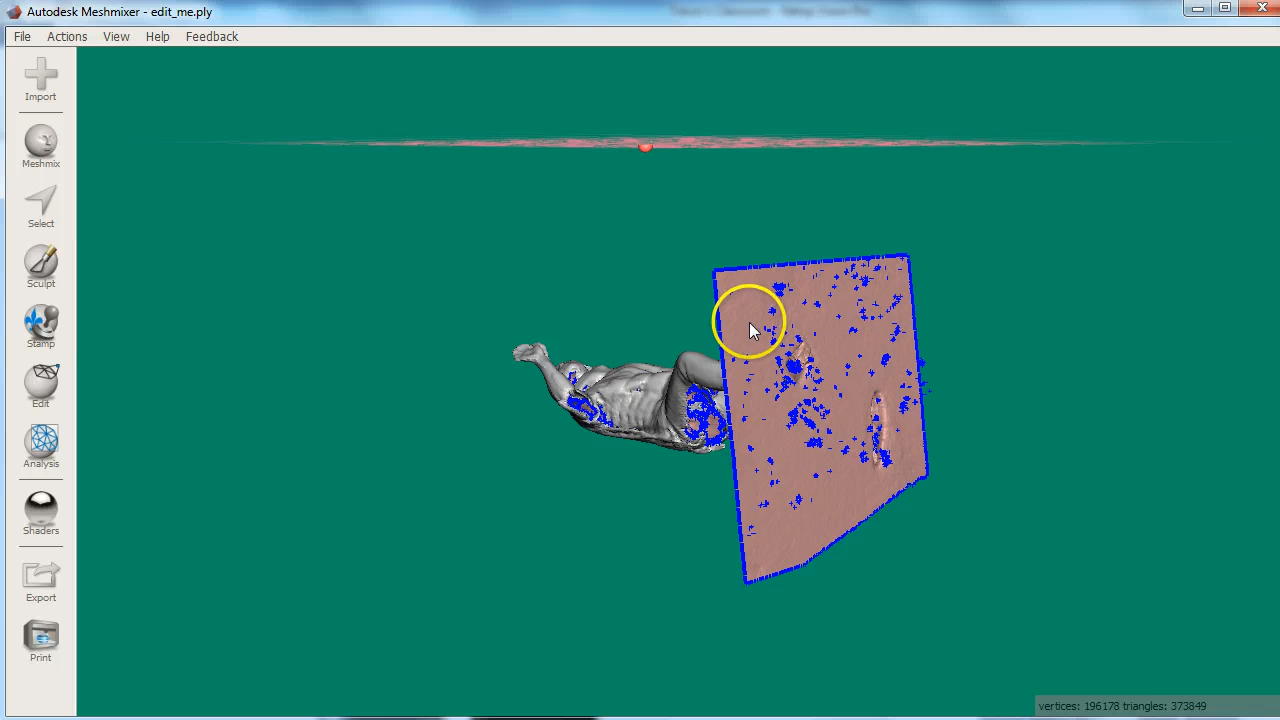 Autodesk Meshmixer - edit_me.ply
File Actions View Help Feedback
Import
Meshmix
Select
Sculpt
Stamp
Edit
Analysis
Shaders
Export
Print
vertices: 196178 triangles: 373849